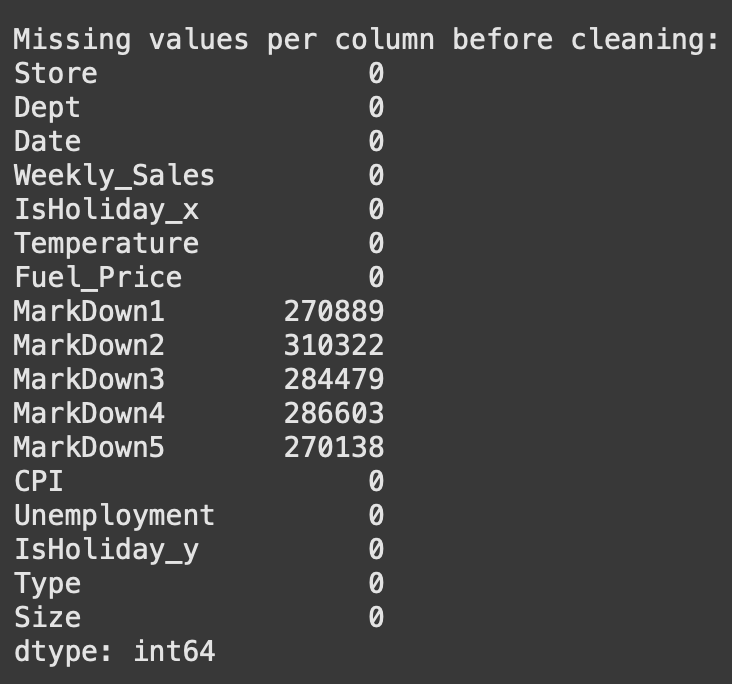 Missing values per column before cleaning:
Store                0
Dept                 0
Date                 0
Weekly_Sales         0
IsHoliday_x          0
Temperature          0
Fuel_Price           0
MarkDown1       270889
MarkDown2       310322
MarkDown3       284479
MarkDown4       286603
MarkDown5       270138
CPI                  0
Unemployment         0
IsHoliday_y          0
Type                 0
Size                 0
dtype: int64